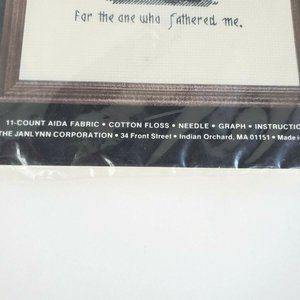 For the one who fathered me.
11-COUNT AIDA FABRIC • COTTON FLOSS • NEEDLE • GRAPH • INSTRUCTIO
THE JANLYNN CORPORATION • 34 Front Street • Indian Orchard, MA 01151 • Made in